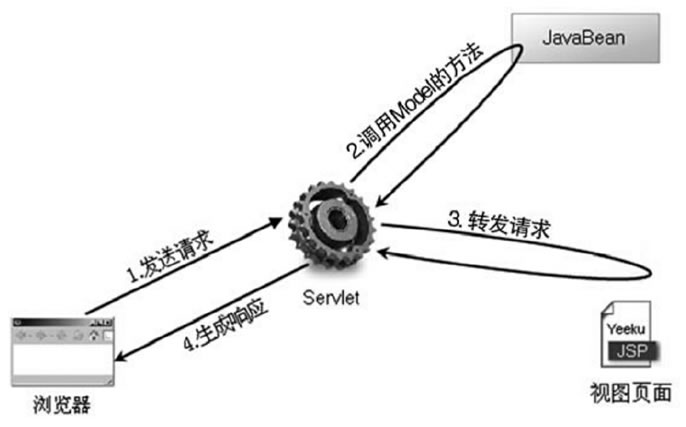 JavaBean
2.调用Model的方法
3. 转发请求
1.发送请求
Servlet
4.生成响应
Yeeku
JSP
浏览器
视图页面